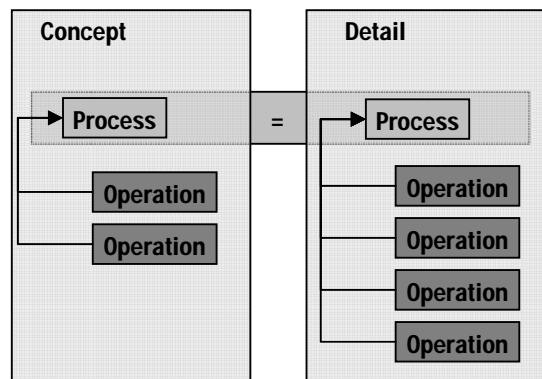 Concept
Detail
Process
=
Process
Operation
Operation
Operation
Operation
Operation
Operation